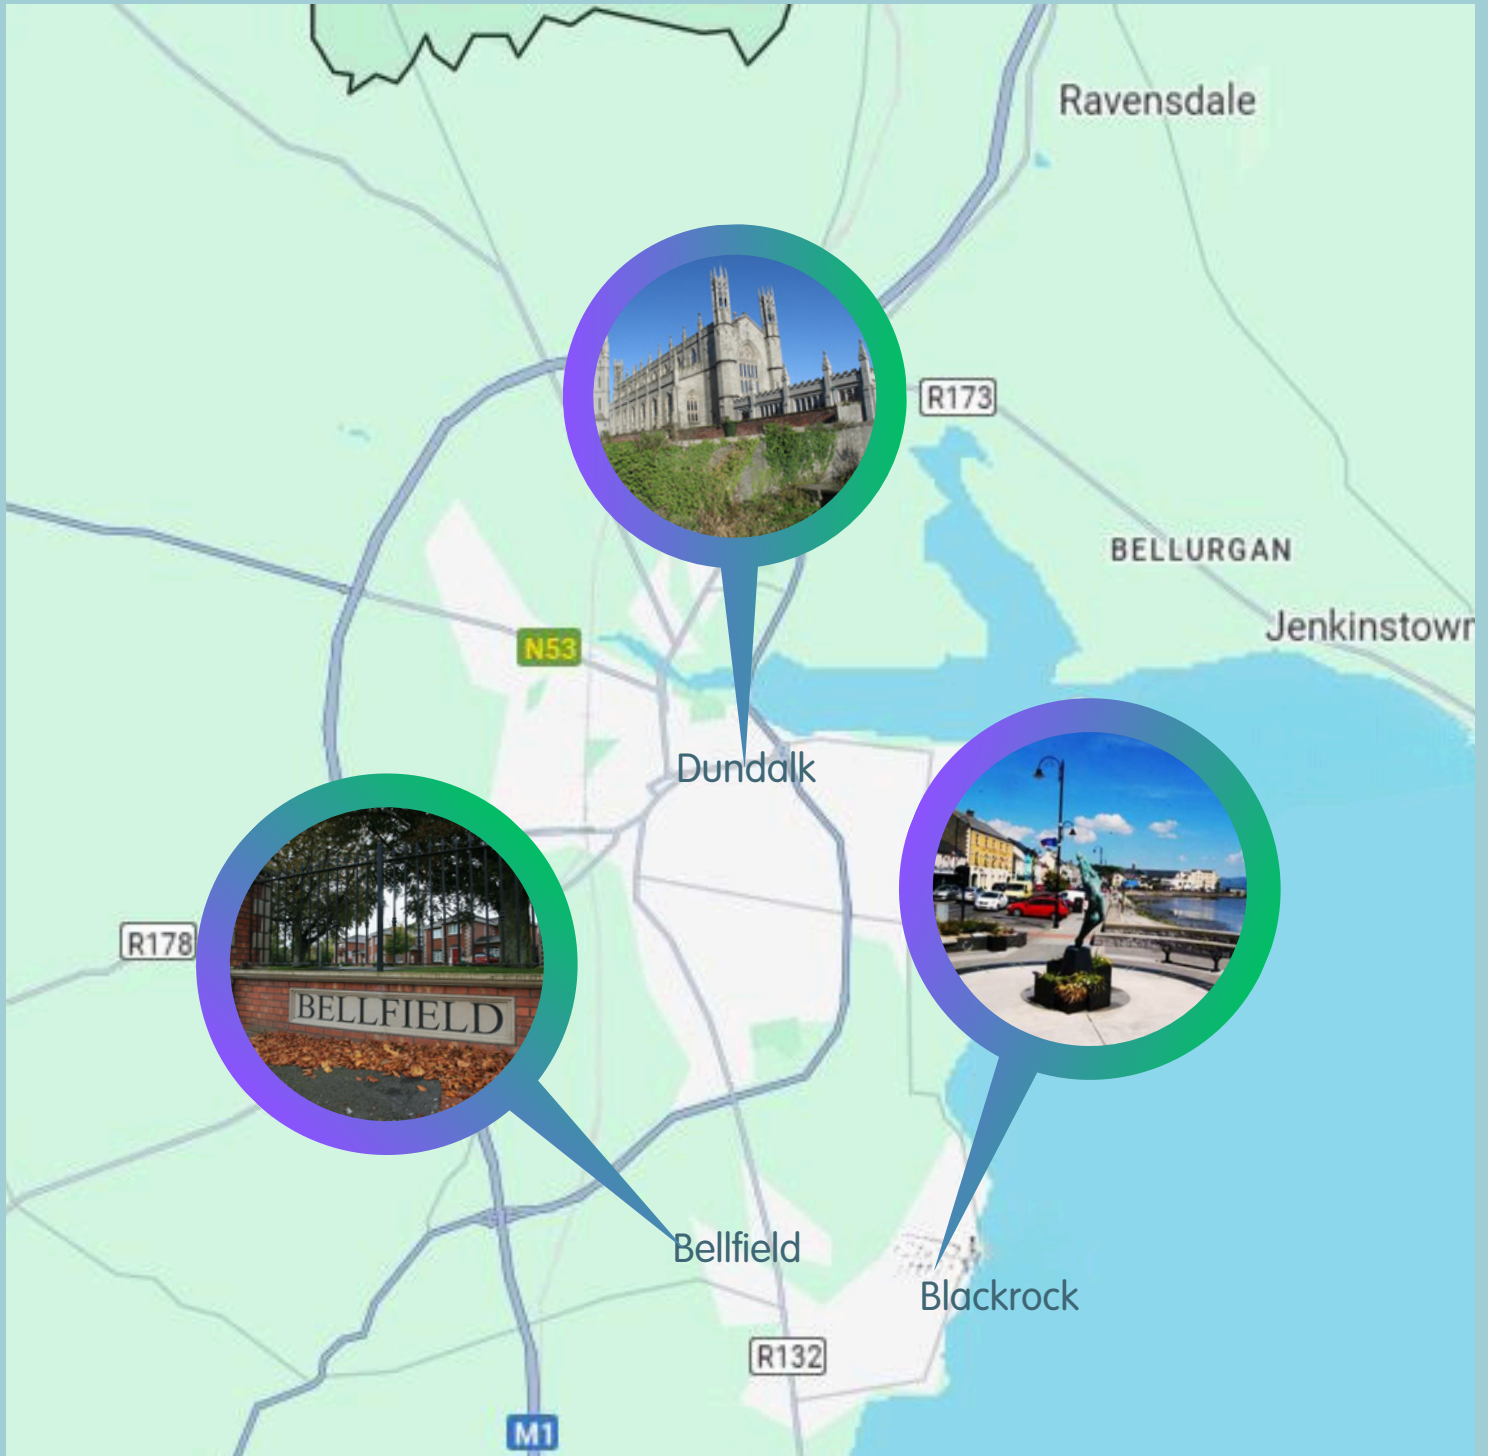 Ravensdale
R173
BELLURGAN
Jenkinstown
N53
Dundalk
R178
BELLFIELD
Bellfield
Blackrock
R132
M1